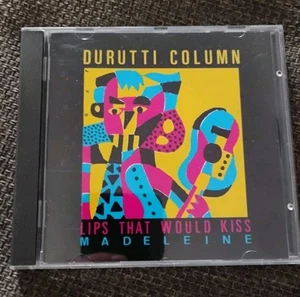 DURUTTI COLUMN
LIPS THAT WOULD KISS
MADELEINE